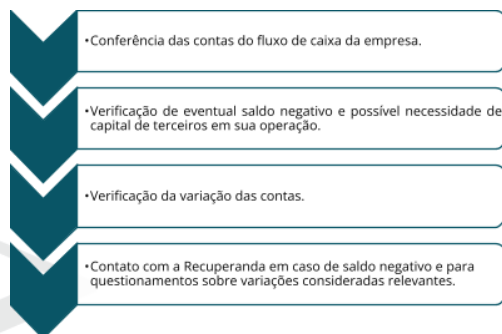 •Conferência das contas do fluxo de caixa da empresa.
•Verificação de eventual saldo negativo e possível necessidade de
capital de terceiros em sua operação.
•Verificação da variação das contas.
•Contato com a Recuperanda em caso de saldo negativo e para
questionamentos sobre variações consideradas relevantes.